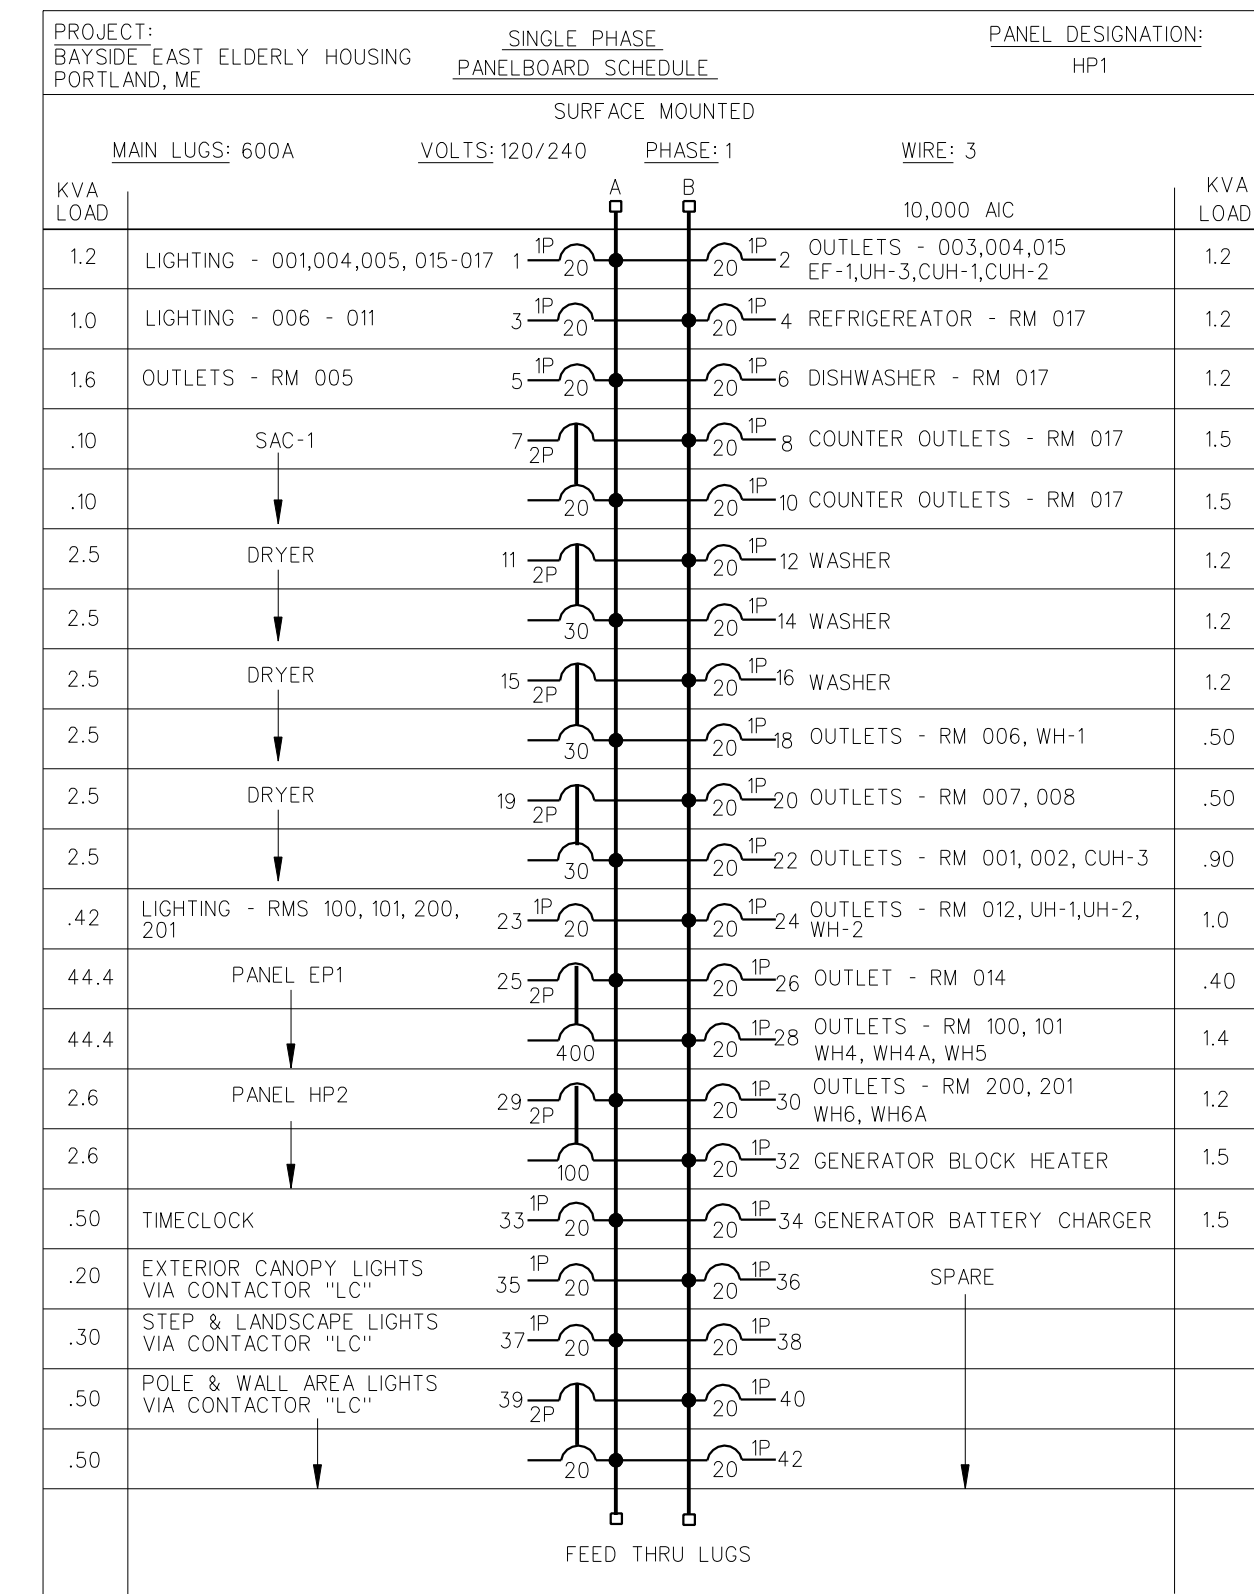 PROJECT:
BAYSIDE EAST ELDERLY HOUSING
PORTLAND, ME
SINGLE PHASE
PANELBOARD SCHEDULE
PANEL DESIGNATION:
HP1
SURFACE MOUNTED
MAIN LUGS: 600A VOLTS: 120/240 PHASE: 1 WIRE: 3
KVA
LOAD
A B
10,000 AIC
KVA
LOAD
1.2 LIGHTING - 001,004,005, 015-017 1 1P 20 20 1P 2 OUTLETS - 003,004,015
EF-1,UH-3,CUH-1,CUH-2 1.2
1.0 LIGHTING - 006 - 011 3 1P 20 20 1P 4 REFRIGEREATOR - RM 017 1.2
1.6 OUTLETS - RM 005 5 1P 20 20 1P 6 DISHWASHER - RM 017 1.2
.10 SAC-1 7 2P 20 1P 8 COUNTER OUTLETS - RM 017 1.5
.10 20 20 1P 10 COUNTER OUTLETS - RM 017 1.5
2.5 DRYER 11 2P 20 1P 12 WASHER 1.2
2.5 30 20 1P 14 WASHER 1.2
2.5 DRYER 15 2P 20 1P 16 WASHER 1.2
2.5 30 20 1P 18 OUTLETS - RM 006, WH-1 .50
2.5 DRYER 19 2P 20 1P 20 OUTLETS - RM 007, 008 .50
2.5 30 20 1P 22 OUTLETS - RM 001, 002, CUH-3 .90
.42 LIGHTING - RMS 100, 101, 200,
201 23 1P 20 20 1P 24 OUTLETS - RM 012, UH-1,UH-2,
WH-2 1.0
44.4 PANEL EP1 25 2P 20 1P 26 OUTLET - RM 014 .40
44.4 400 20 1P 28 OUTLETS - RM 100, 101
WH4, WH4A, WH5 1.4
2.6 PANEL HP2 29 2P 20 1P 30 OUTLETS - RM 200, 201
WH6, WH6A 1.2
2.6 100 20 1P 32 GENERATOR BLOCK HEATER 1.5
.50 TIMECLOCK 33 1P 20 20 1P 34 GENERATOR BATTERY CHARGER 1.5
.20 EXTERIOR CANOPY LIGHTS
VIA CONTACTOR "LC" 35 1P 20 20 1P 36 SPARE
.30 STEP & LANDSCAPE LIGHTS
VIA CONTACTOR "LC" 37 1P 20 20 1P 38
.50 POLE & WALL AREA LIGHTS
VIA CONTACTOR "LC" 39 2P 20 1P 40
.50 20 20 1P 42
FEED THRU LUGS